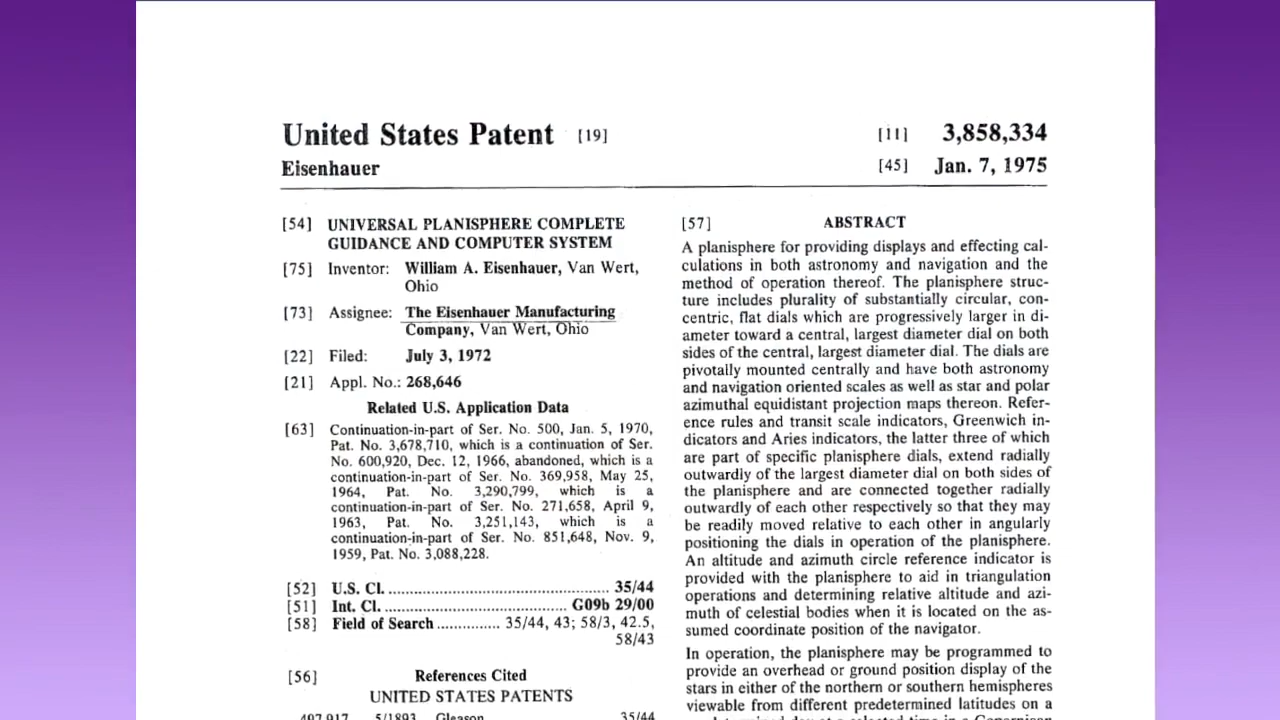 United States Patent [19]
Eisenhauer
[11] 3,858,334
[45] Jan. 7, 1975
[54] UNIVERSAL PLANISPHERE COMPLETE
GUIDANCE AND COMPUTER SYSTEM
[75] Inventor: William A. Eisenhauer, Van Wert,
Ohio
[73] Assignee: The Eisenhauer Manufacturing
Company, Van Wert, Ohio
[22] Filed: July 3, 1972
[21] Appl. No.: 268,646
Related U.S. Application Data
[63] Continuation-in-part of Ser. No. 500, Jan. 5, 1970,
Pat. No. 3,678,710, which is a continuation of Ser.
No. 600,920, Dec. 12, 1966, abandoned, which is a
continuation-in-part of Ser. No. 369,958, May 25,
1964, Pat. No. 3,290,799, which is a
continuation-in-part of Ser. No. 271,658, April 9,
1963, Pat. No. 3,251,143, which is a
continuation-in-part of Ser. No. 851,648, Nov. 9,
1959, Pat. No. 3,088,228.
[52] U.S. Cl. .................................................. 35/44
[51] Int. Cl. .......................................... G09b 29/00
[58] Field of Search .............. 35/44, 43; 58/3, 42.5,
58/43
[56] References Cited
UNITED STATES PATENTS
497,917 5/1893 Gleason 35/44
[57] ABSTRACT
A planisphere for providing displays and effecting cal-
culations in both astronomy and navigation and the
method of operation thereof. The planisphere struc-
ture includes plurality of substantially circular, con-
centric, flat dials which are progressively larger in di-
ameter toward a central, largest diameter dial on both
sides of the central, largest diameter dial. The dials are
pivotally mounted centrally and have both astronomy
and navigation oriented scales as well as star and polar
azimuthal equidistant projection maps thereon. Refer-
ence rules and transit scale indicators, Greenwich in-
dicators and Aries indicators, the latter three of which
are part of specific planisphere dials, extend radially
outwardly of the largest diameter dial on both sides of
the planisphere and are connected together radially
outwardly of each other respectively so that they may
be readily moved relative to each other in angularly
positioning the dials in operation of the planisphere.
An altitude and azimuth circle reference indicator is
provided with the planisphere to aid in triangulation
operations and determining relative altitude and azi-
muth of celestial bodies when it is located on the as-
sumed coordinate position of the navigator.
In operation, the planisphere may be programmed to
provide an overhead or ground position display of the
stars in either of the northern or southern hemispheres
viewable from different predetermined latitudes on a